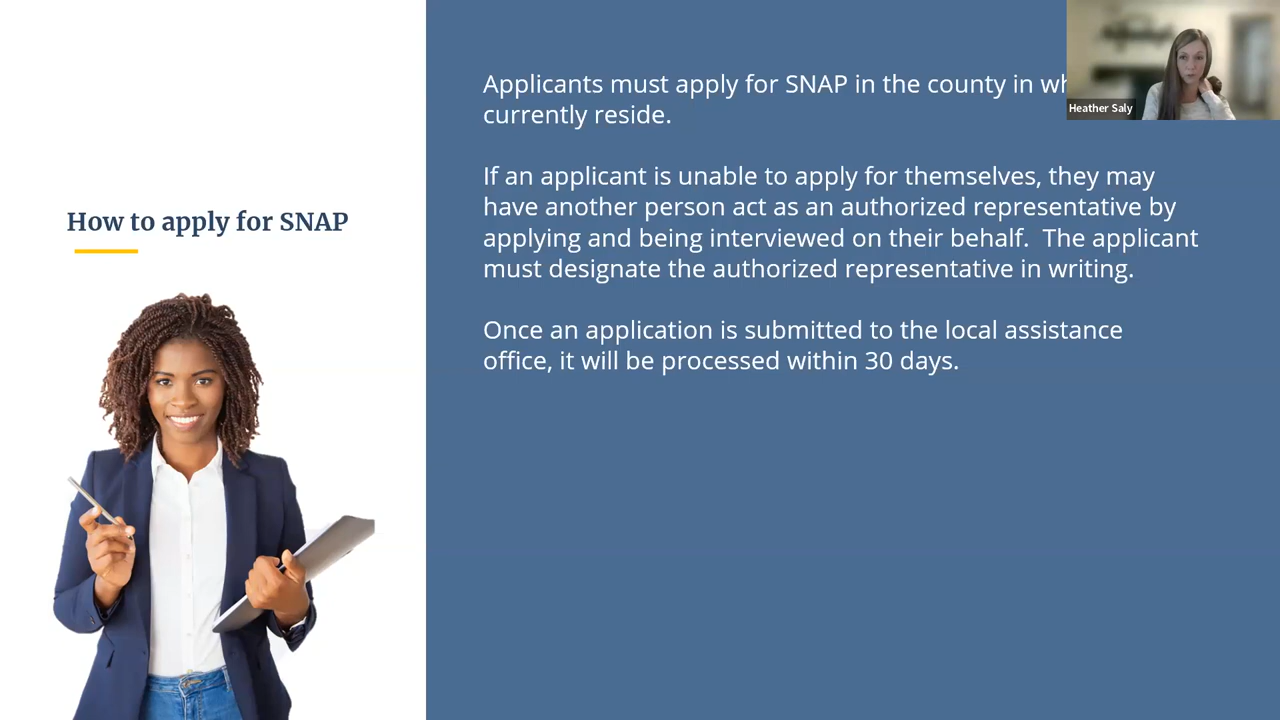 How to apply for SNAP
Applicants must apply for SNAP in the county in
currently reside.
If an applicant is unable to apply for themselves, they may
have another person act as an authorized representative by
applying and being interviewed on their behalf.  The applicant
must designate the authorized representative in writing.
Once an application is submitted to the local assistance
office, it will be processed within 30 days.
Heather Saly